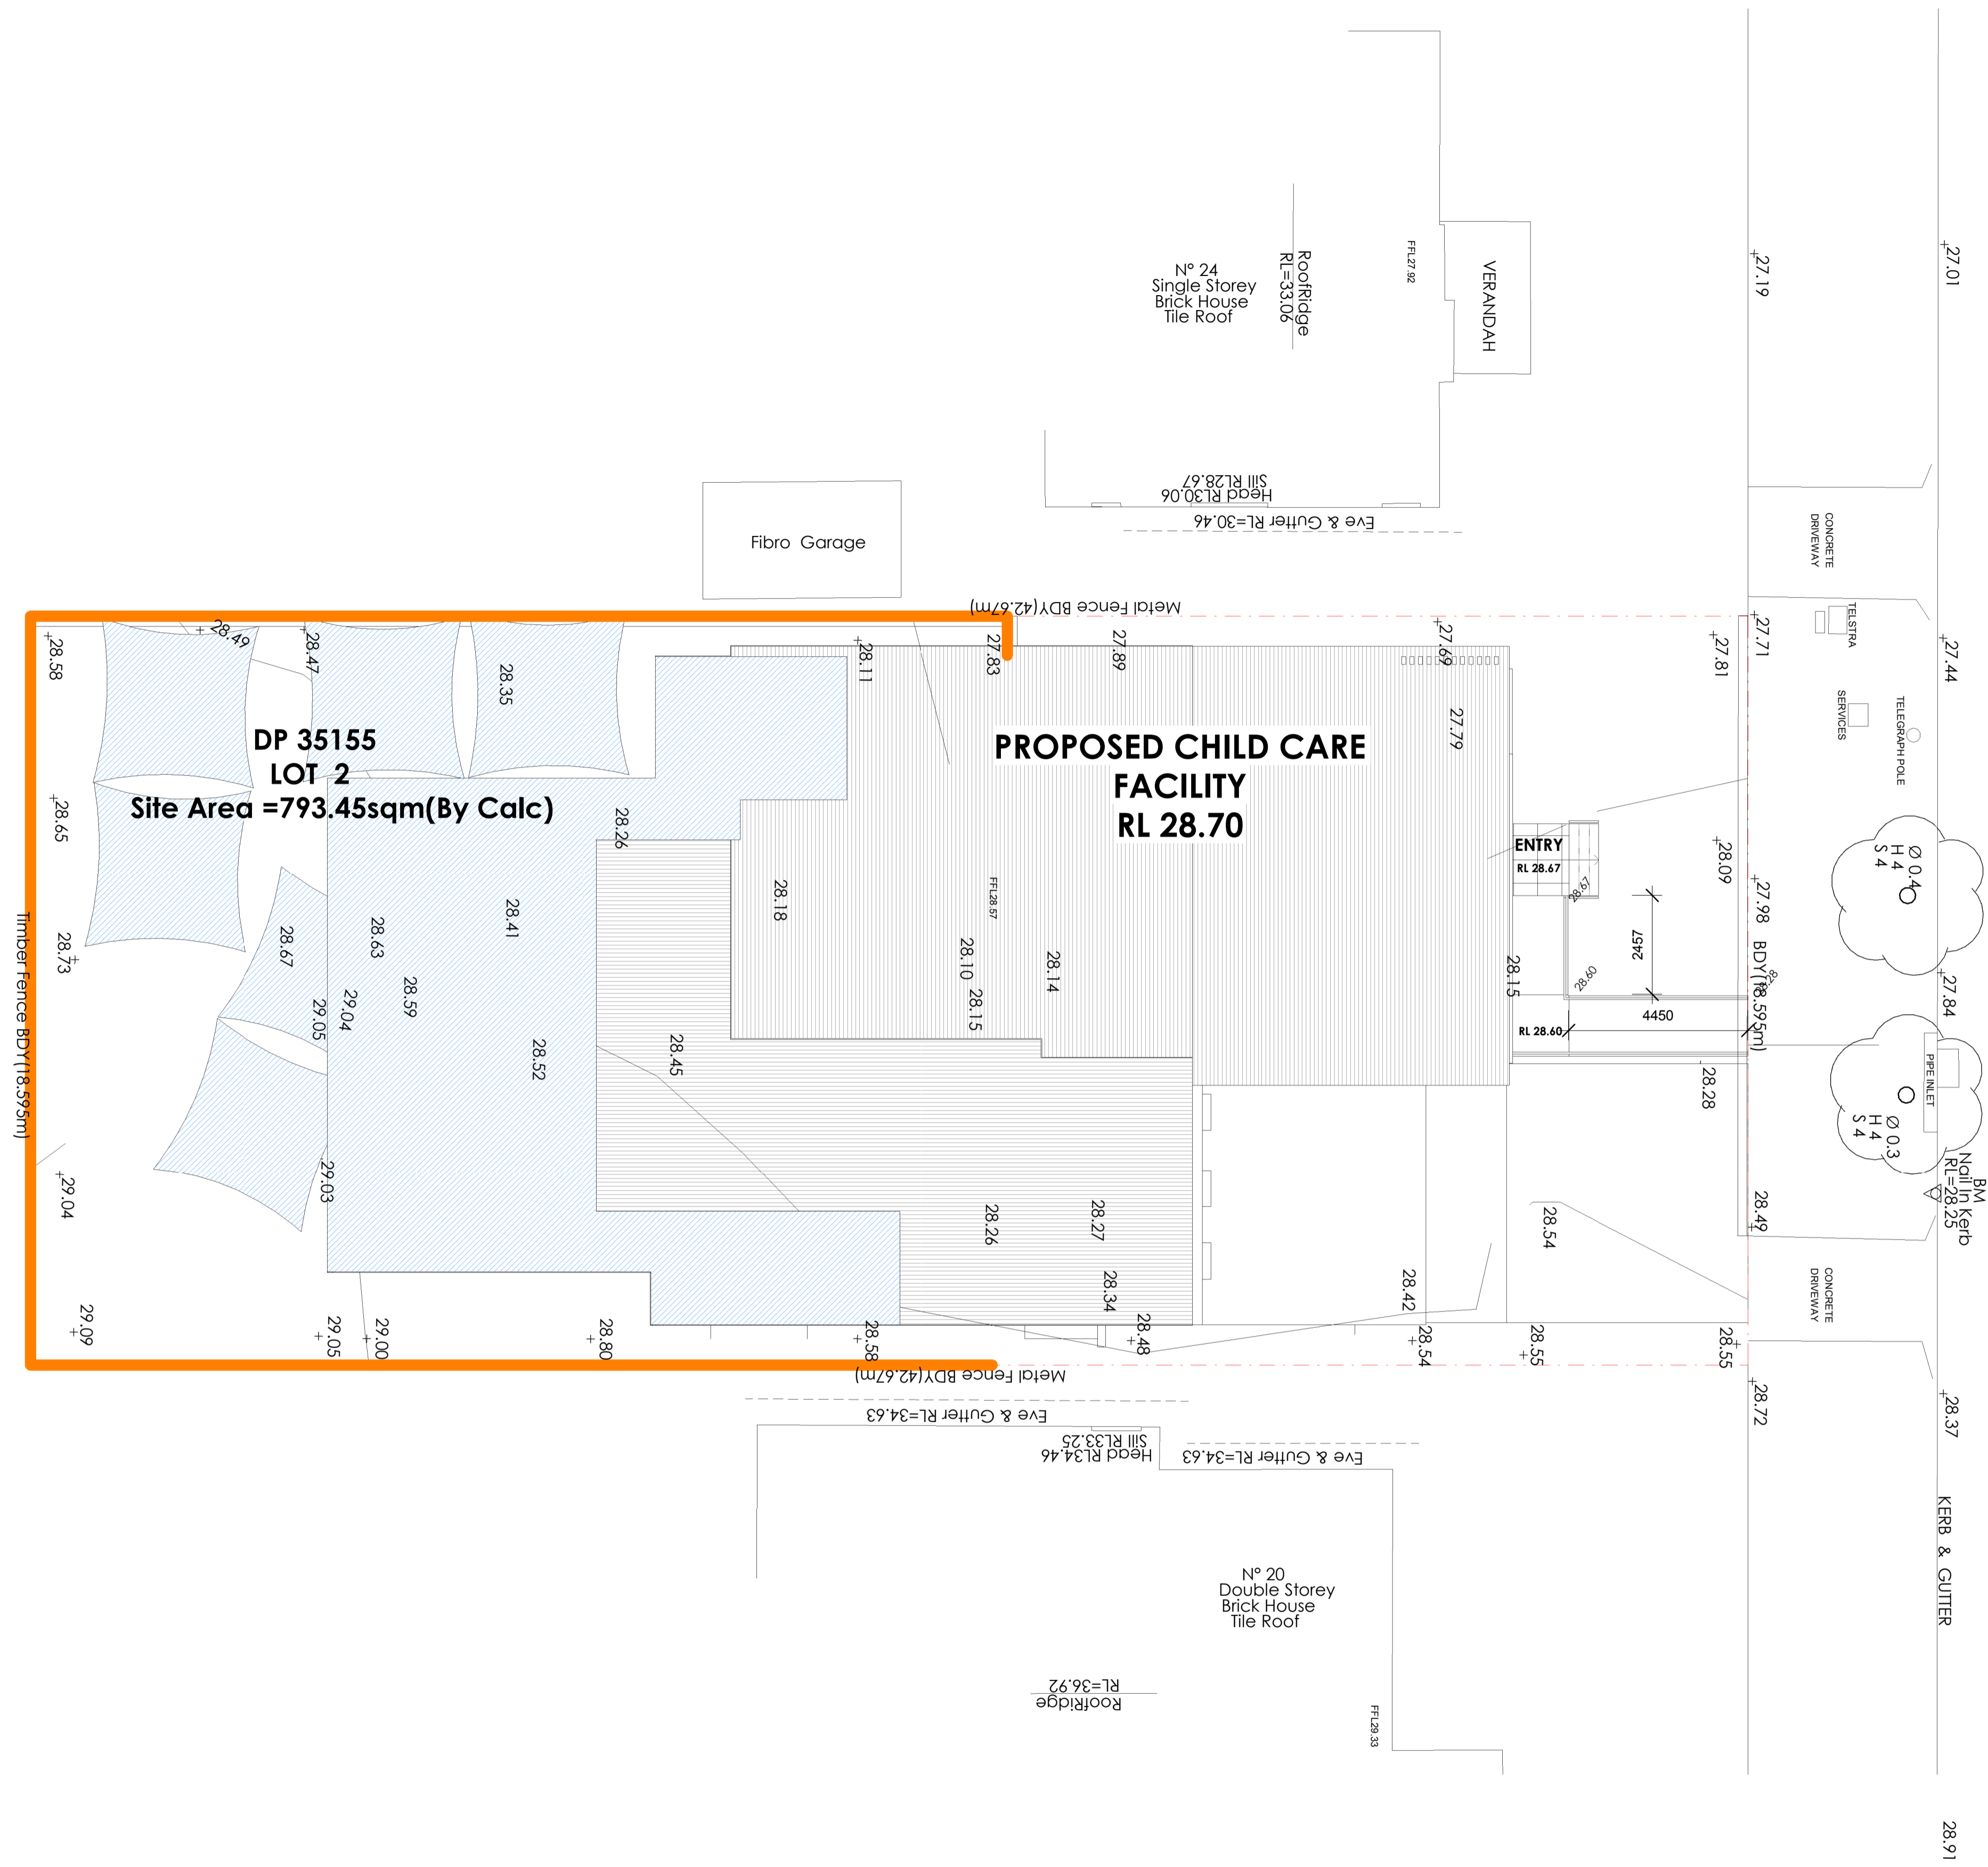 27.01
27.19
N° 24
Single Storey
Brick House
Tile Roof
RoofRidge
RL=33.06
FFL27.92
VERANDAH
Sill RL28.67
Head RL30.06
Eve & Gutter RL=30.46
Fibro Garage
CONCRETE
DRIVEWAY
Metal Fence BDY(42.67m)
TELSTRA
SERVICES
TELEGRAPH POLE
28.58
28.49
28.47
28.35
28.11
27.83
27.89
27.69
27.81
27.71
27.44
27.79
DP 35155
LOT 2
Site Area =793.45sqm(By Calc)
PROPOSED CHILD CARE
FACILITY
RL 28.70
28.65
28.26
28.18
FFL28.57
ENTRY
RL 28.67
28.67
28.09
27.98
Ø 0.4
H 4
S 4
Timber Fence BDY(18.595m)
28.73
28.67
28.63
28.41
28.59
29.04
29.05
28.52
28.45
28.10
28.15
28.14
28.15
2457
28.60
BDY(18.595m)
27.84
RL 28.60
4450
28.28
PIPE INLET
Ø 0.3
H 4
S 4
BM
Nail In Kerb
RL=28.25
29.04
29.03
28.26
28.27
28.34
28.42
28.54
28.49
CONCRETE
DRIVEWAY
29.09
29.05
29.00
28.80
28.58
28.48
28.54
28.55
28.55
28.72
28.37
Metal Fence BDY(42.67m)
Eve & Gutter RL=34.63
Sill RL33.25
Head RL34.46
Eve & Gutter RL=34.63
KERB & GUTTER
N° 20
Double Storey
Brick House
Tile Roof
RoofRidge
RL=36.92
FFL29.33
28.91